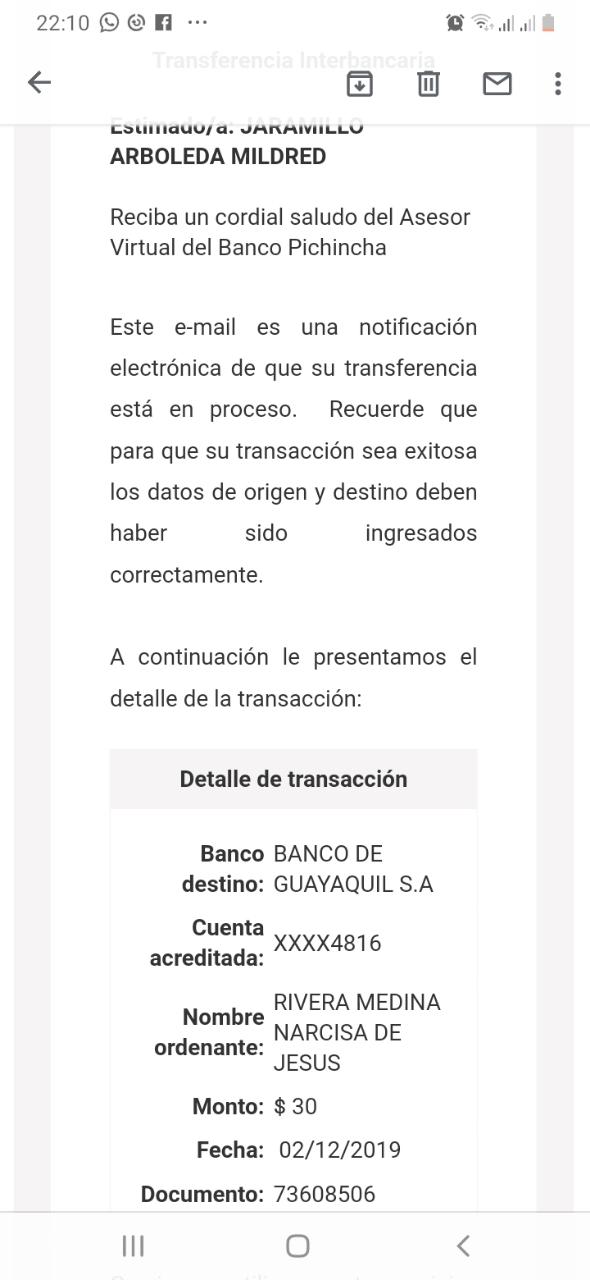 22:10
Transferencia Interbancaria
Estimado/a: JARAMILLO
ARBOLEDA MILDRED
Reciba un cordial saludo del Asesor
Virtual del Banco Pichincha
Este e-mail es una notificación
electrónica de que su transferencia
está en proceso. Recuerde que
para que su transacción sea exitosa
los datos de origen y destino deben
haber sido ingresados
correctamente.
A continuación le presentamos el
detalle de la transacción:
Detalle de transacción
Banco destino: BANCO DE
GUAYAQUIL S.A
Cuenta acreditada: XXXX4816
Nombre ordenante: RIVERA MEDINA
NARCISA DE
JESUS
Monto: $ 30
Fecha: 02/12/2019
Documento: 73608506